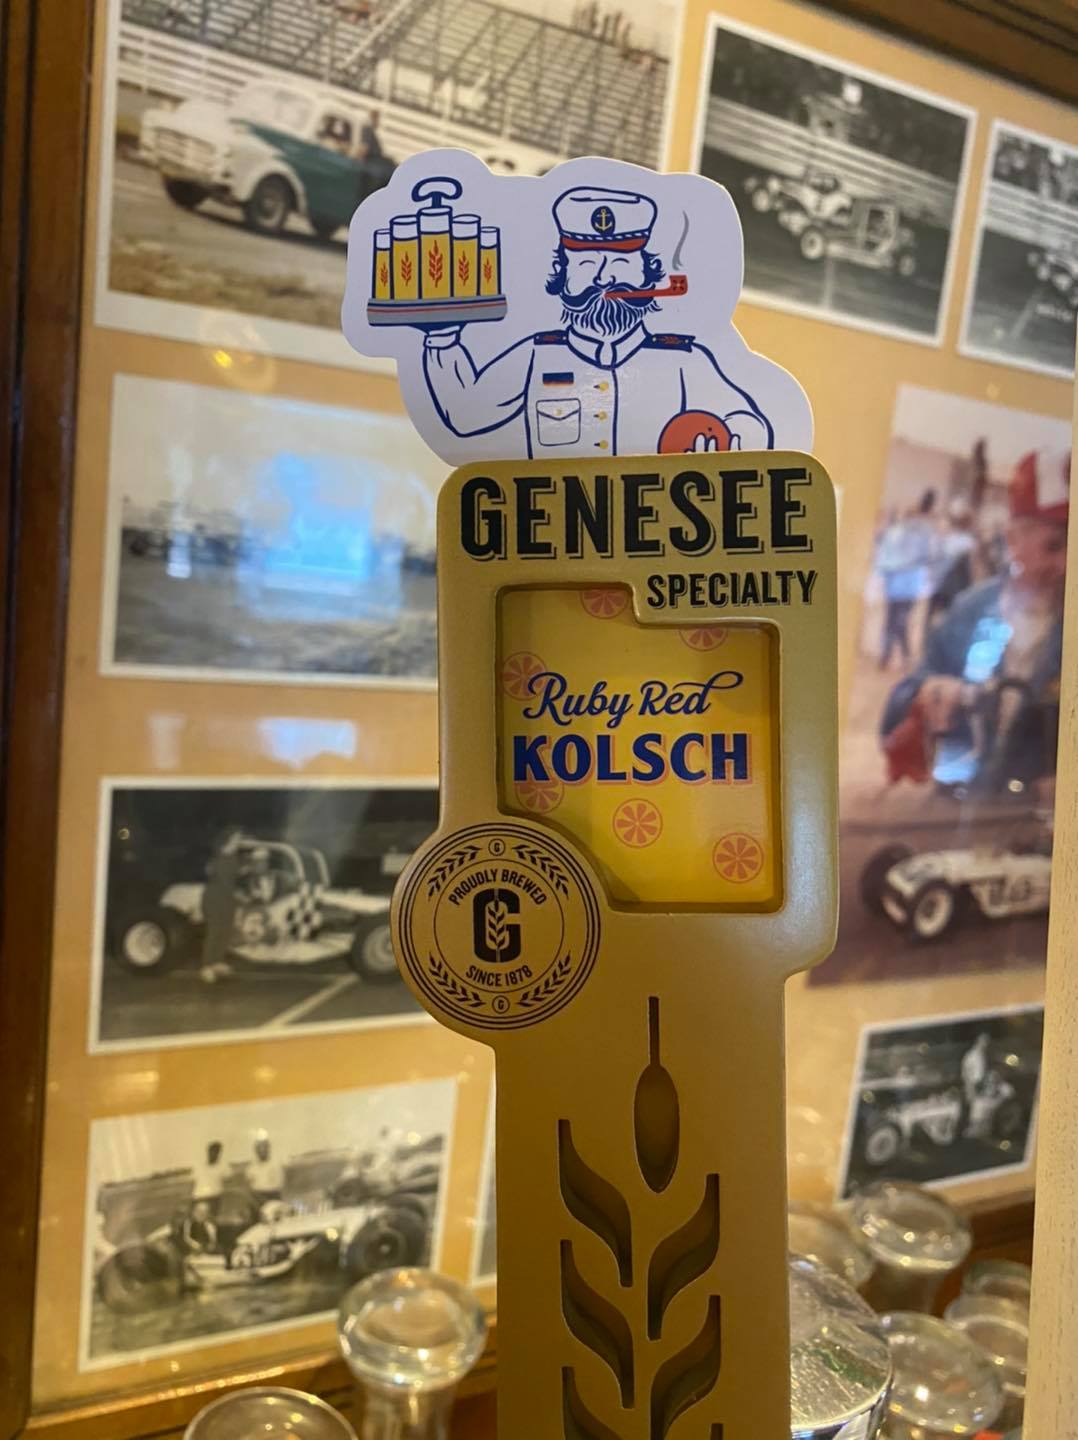 GENESEE
SPECIALTY
Ruby Red
KOLSCH
PROUDLY BREWED
G
SINCE 1878
G
G